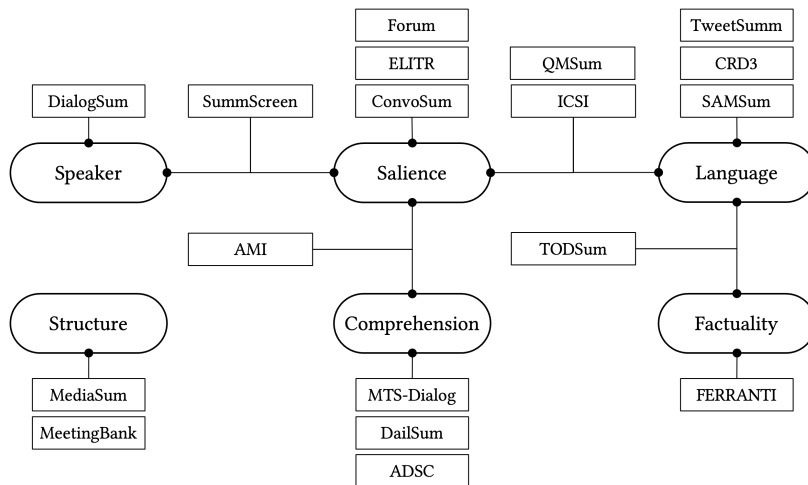 Forum
TweetSumm
ELITR
QMSum
CRD3
DialogSum
SummScreen
ConvoSum
ICSI
SAMSum
Speaker
Salience
Language
AMI
TODSum
Structure
Comprehension
Factuality
MediaSum
MTS-Dialog
FERRANTI
MeetingBank
DailSum
ADSC